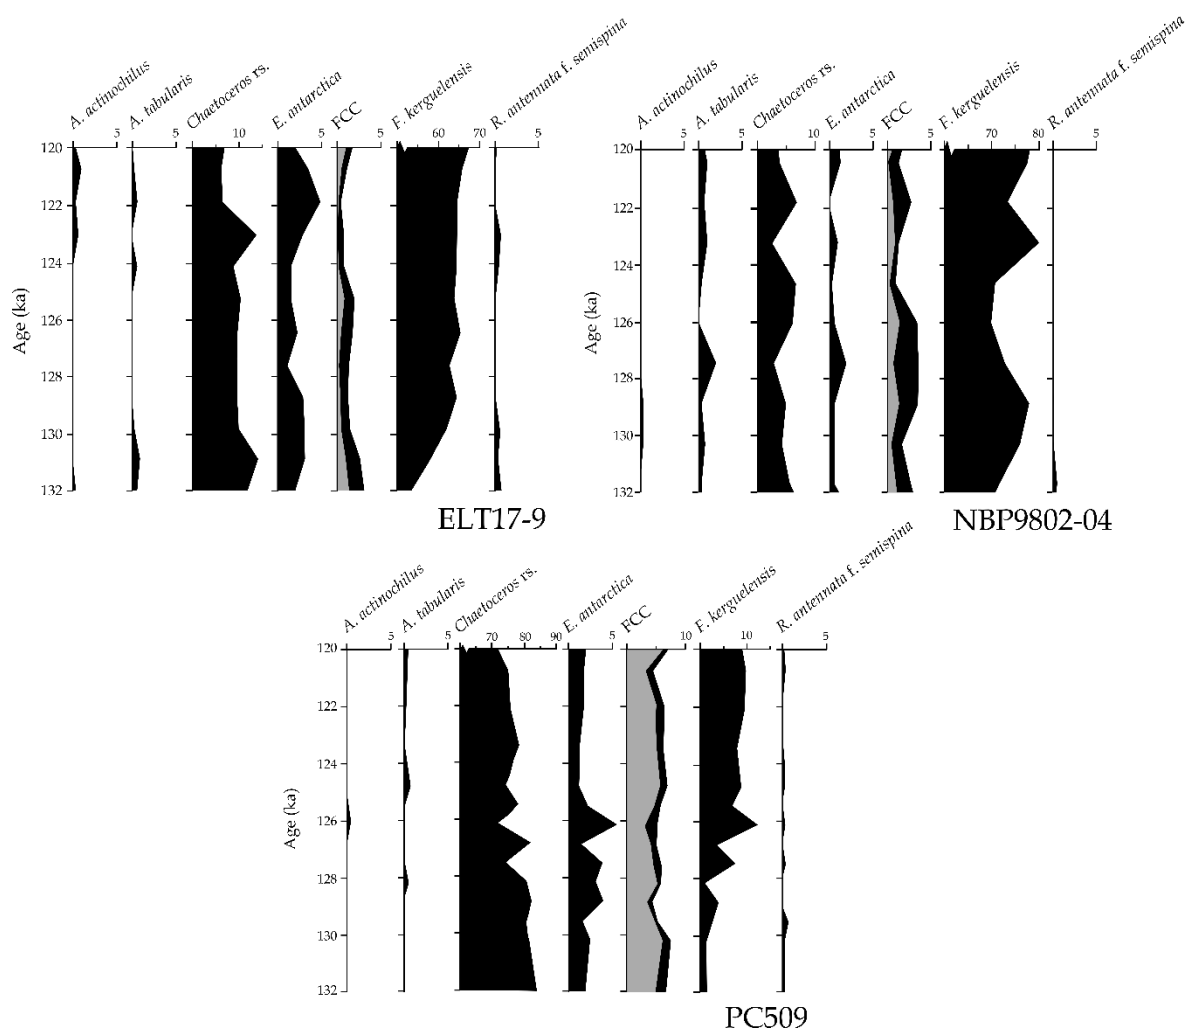 A. actinochilus
A. tabularis
Chaetoceros rs.
E. antarctica
FCC
F. kerguelensis
R. antennata f. semispina
5 5 10 5 5 60 70 5
120
122
124
126
128
130
132
Age (ka)
ELT17-9
A. actinochilus
A. tabularis
Chaetoceros rs.
E. antarctica
FCC
F. kerguelensis
R. antennata f. semispina
5 5 10 5 5 70 80 5
120
122
124
126
128
130
132
Age (ka)
NBP9802-04
A. actinochilus
A. tabularis
Chaetoceros rs.
E. antarctica
FCC
F. kerguelensis
R. antennata f. semispina
5 5 70 80 90 5 10 10 5
120
122
124
126
128
130
132
Age (ka)
PC509